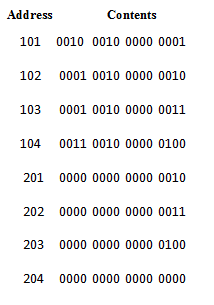 Address Contents
101 0010 0010 0000 0001
102 0001 0010 0000 0010
103 0001 0010 0000 0011
104 0011 0010 0000 0100
201 0000 0000 0000 0010
202 0000 0000 0000 0011
203 0000 0000 0000 0100
204 0000 0000 0000 0000